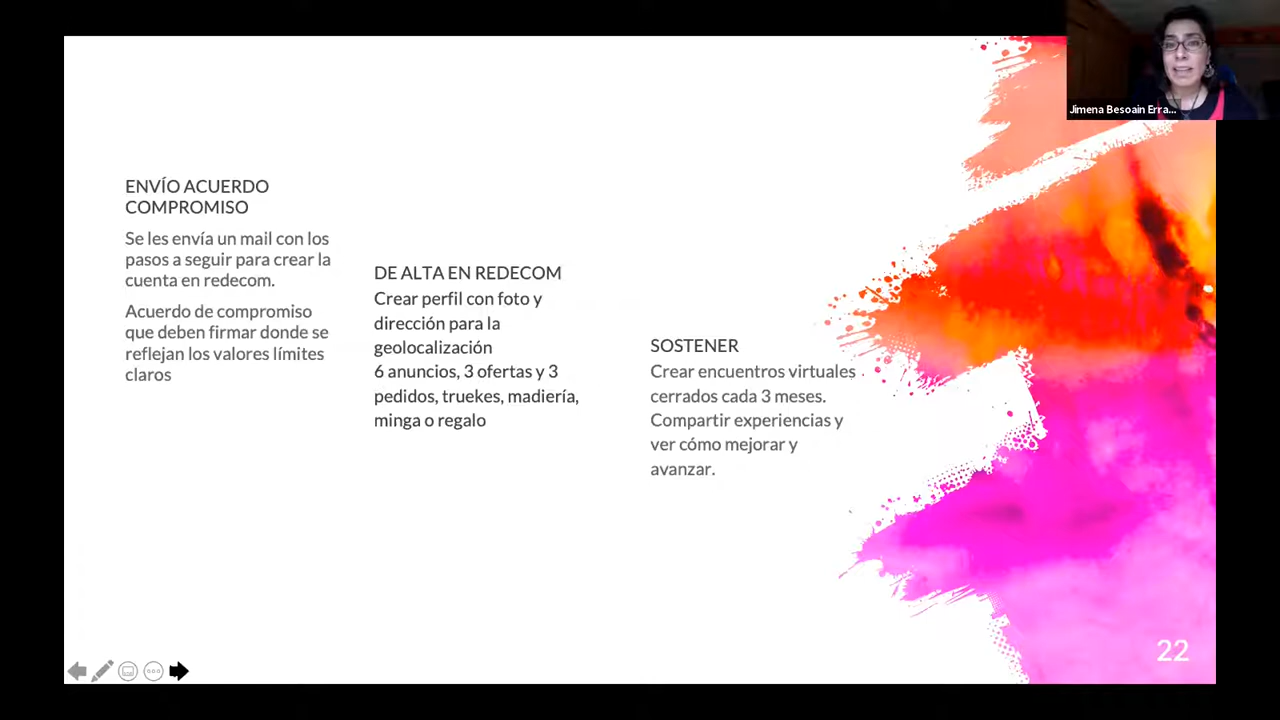 Jimena Besoain Erra...
ENVÍO ACUERDO
COMPROMISO
Se les envía un mail con los
pasos a seguir para crear la
cuenta en redecom.
Acuerdo de compromiso
que deben firmar donde se
reflejan los valores límites
claros
DE ALTA EN REDECOM
Crear perfil con foto y
dirección para la
geolocalización
6 anuncios, 3 ofertas y 3
pedidos, truekes, madiería,
minga o regalo
SOSTENER
Crear encuentros virtuales
cerrados cada 3 meses.
Compartir experiencias y
ver cómo mejorar y
avanzar.
22